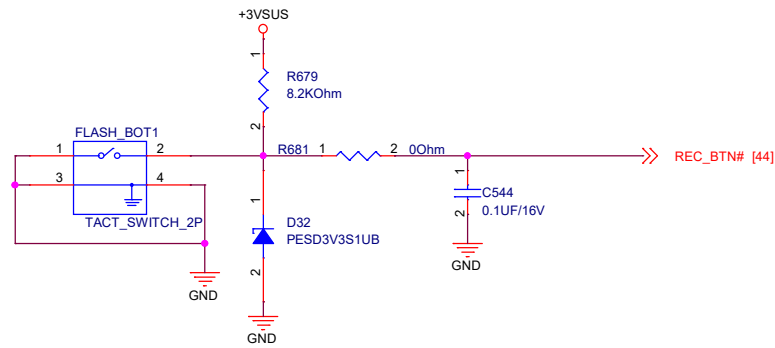 +3VSUS
1
R679
8.2KOhm
2
FLASH_BOT1
1
2
3
4
TACT_SWITCH_2P
R681
1
2
0Ohm
REC_BTN# [44]
1
C544
0.1UF/16V
2
GND
1
D32
PESD3V3S1UB
2
GND
GND